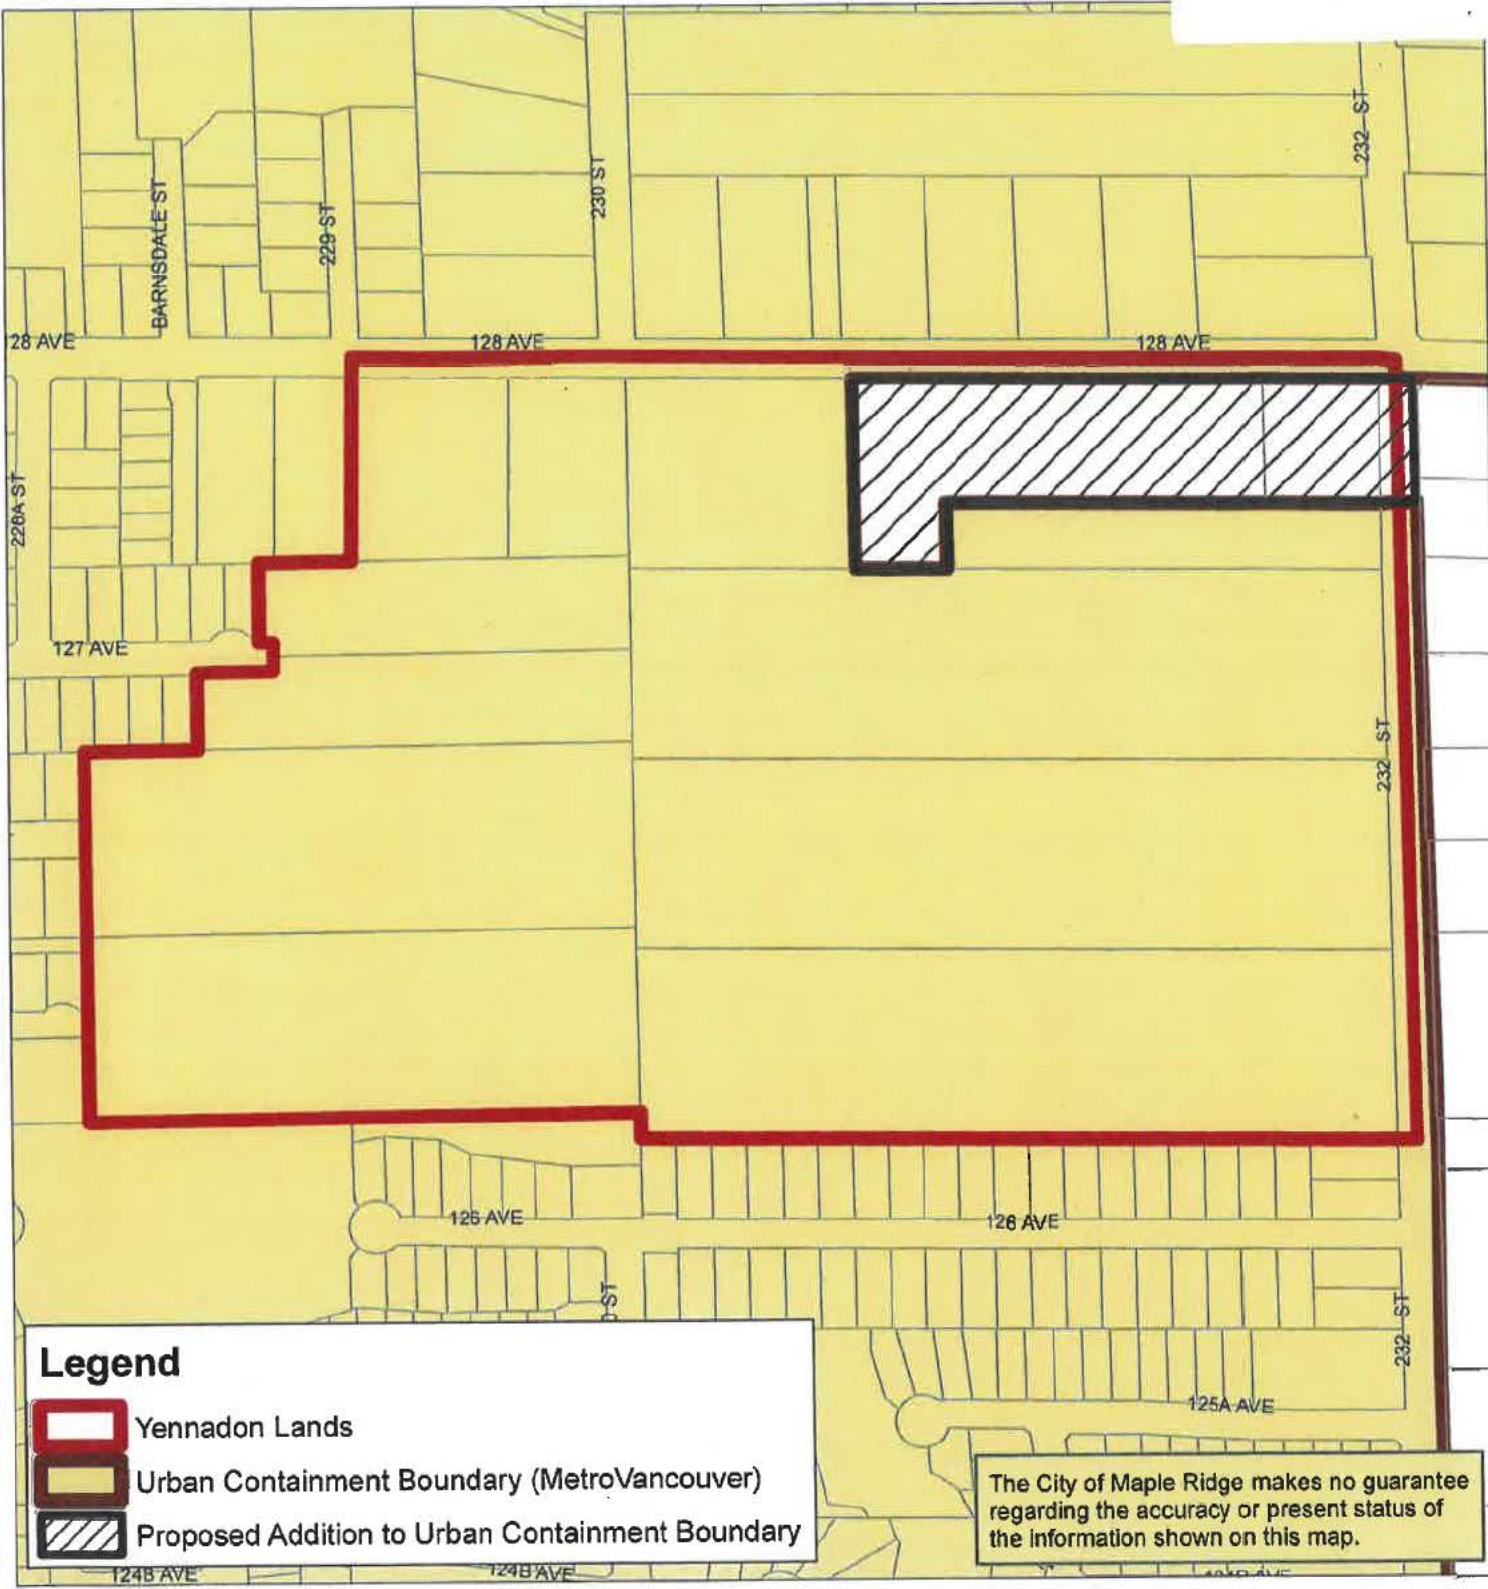 232 ST
230 ST
BARNSDALE ST
229 ST
28 AVE
128 AVE
128 AVE
228A ST
127 AVE
232 ST
126 AVE
126 AVE
ST
232 ST
125A AVE
Legend
Yennadon Lands
Urban Containment Boundary (MetroVancouver)
Proposed Addition to Urban Containment Boundary
The City of Maple Ridge makes no guarantee
regarding the accuracy or present status of
the information shown on this map.
124B AVE
124B AVE